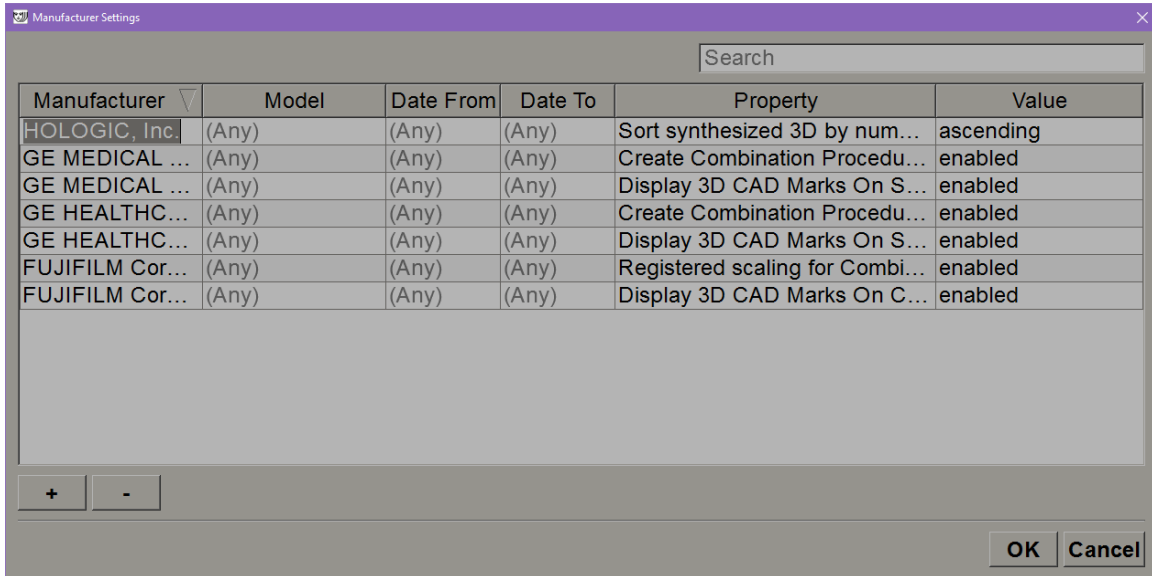 Manufacturer Settings
Search
Manufacturer Model Date From Date To Property Value
HOLOGIC, Inc. (Any) (Any) (Any) Sort synthesized 3D by num... ascending
GE MEDICAL ... (Any) (Any) (Any) Create Combination Procedu... enabled
GE MEDICAL ... (Any) (Any) (Any) Display 3D CAD Marks On S... enabled
GE HEALTHC... (Any) (Any) (Any) Create Combination Procedu... enabled
GE HEALTHC... (Any) (Any) (Any) Display 3D CAD Marks On S... enabled
FUJIFILM Cor... (Any) (Any) (Any) Registered scaling for Combi... enabled
FUJIFILM Cor... (Any) (Any) (Any) Display 3D CAD Marks On C... enabled
+ -
OK Cancel